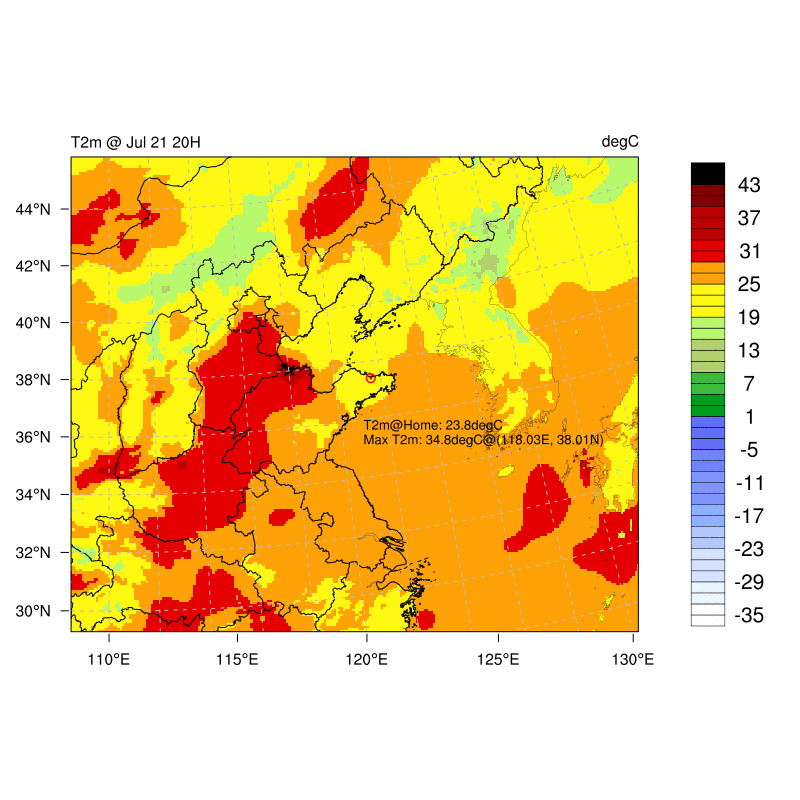 T2m @ Jul 21 20H
degC
44°N
42°N
40°N
38°N
36°N
34°N
32°N
30°N
T2m@Home: 23.8degC
Max T2m: 34.8degC@(118.03E, 38.01N)
110°E
115°E
120°E
125°E
130°E
43
37
31
25
19
13
7
1
-5
-11
-17
-23
-29
-35